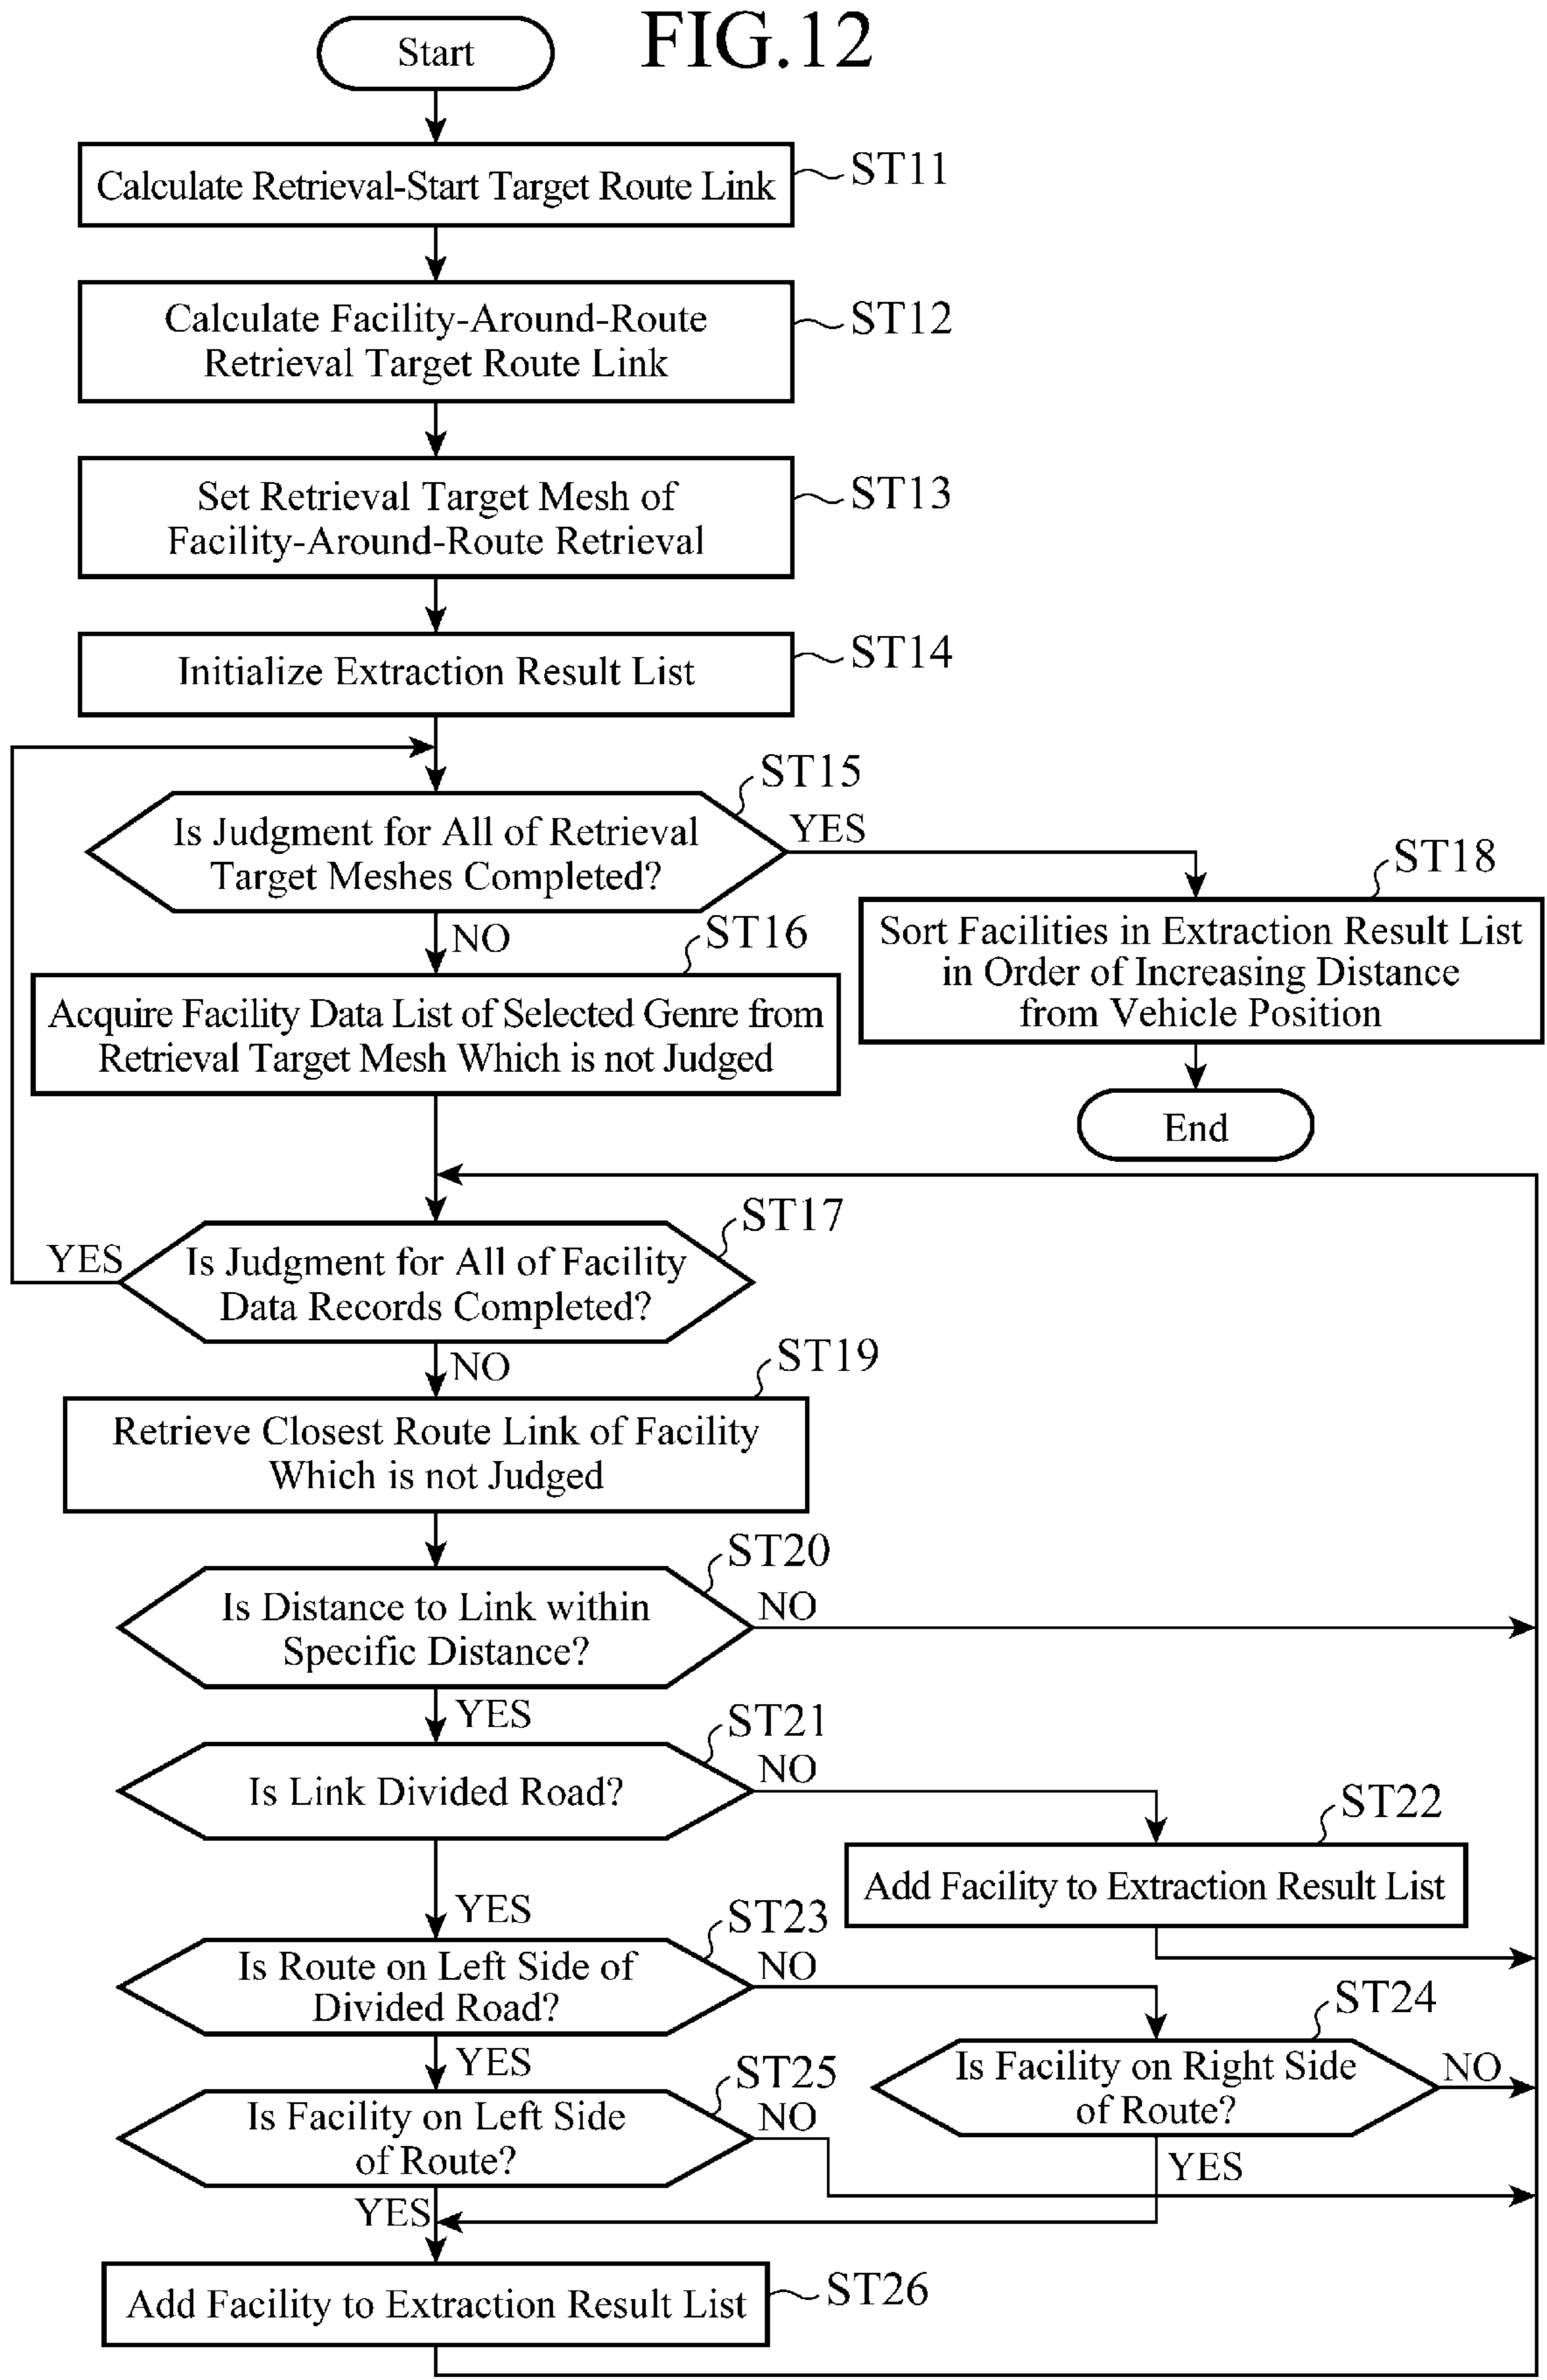 FIG.12
Start
Calculate Retrieval-Start Target Route Link
ST11
Calculate Facility-Around-Route
Retrieval Target Route Link
ST12
Set Retrieval Target Mesh of
Facility-Around-Route Retrieval
ST13
Initialize Extraction Result List
ST14
ST15
Is Judgment for All of Retrieval
Target Meshes Completed?
YES
NO
ST18
Sort Facilities in Extraction Result List
in Order of Increasing Distance
from Vehicle Position
End
ST16
Acquire Facility Data List of Selected Genre from
Retrieval Target Mesh Which is not Judged
ST17
YES
Is Judgment for All of Facility
Data Records Completed?
NO
ST19
Retrieve Closest Route Link of Facility
Which is not Judged
ST20
Is Distance to Link within
Specific Distance?
NO
YES
ST21
Is Link Divided Road?
NO
YES
ST22
Add Facility to Extraction Result List
ST23
Is Route on Left Side of
Divided Road?
NO
YES
ST24
Is Facility on Right Side
of Route?
NO
YES
ST25
Is Facility on Left Side
of Route?
NO
YES
Add Facility to Extraction Result List
ST26